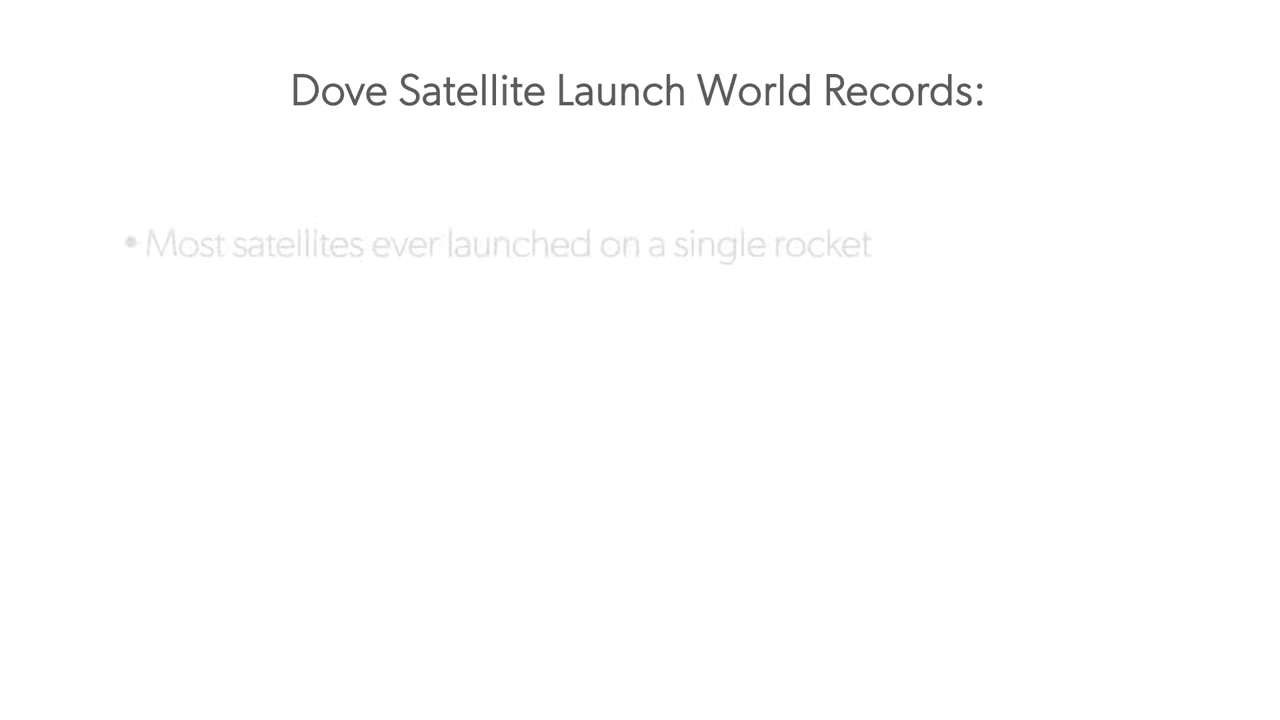 Dove Satellite Launch World Records:
• Most satellites ever launched on a single rocket